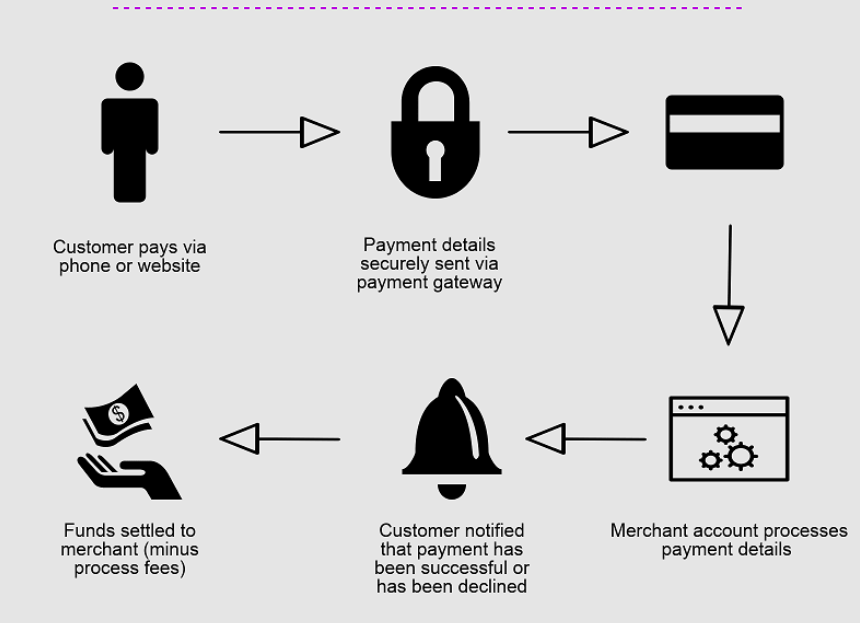 Customer pays via
phone or website
Payment details
securely sent via
payment gateway
$
Funds settled to
merchant (minus
process fees)
Customer notified
that payment has
been successful or
has been declined
Merchant account processes
payment details